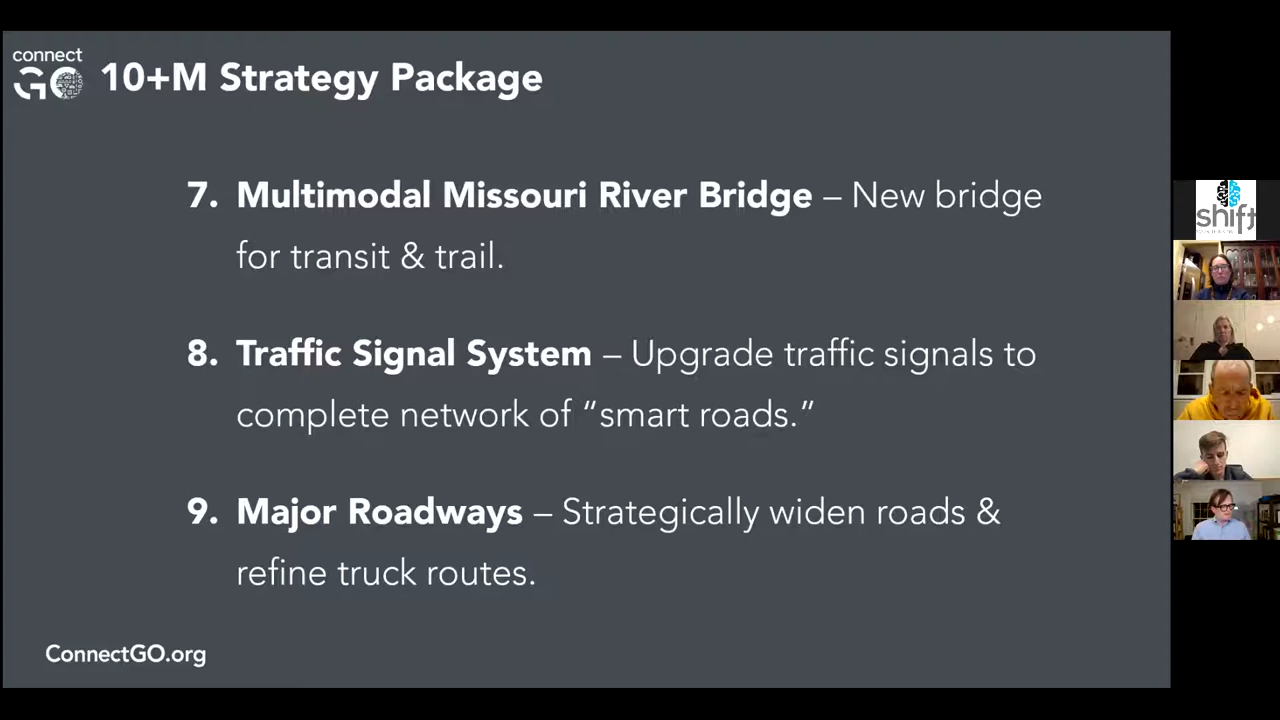 connect
GO
10+M Strategy Package
7. Multimodal Missouri River Bridge – New bridge
for transit & trail.
8. Traffic Signal System – Upgrade traffic signals to
complete network of “smart roads.”
9. Major Roadways – Strategically widen roads &
refine truck routes.
ConnectGO.org
shift